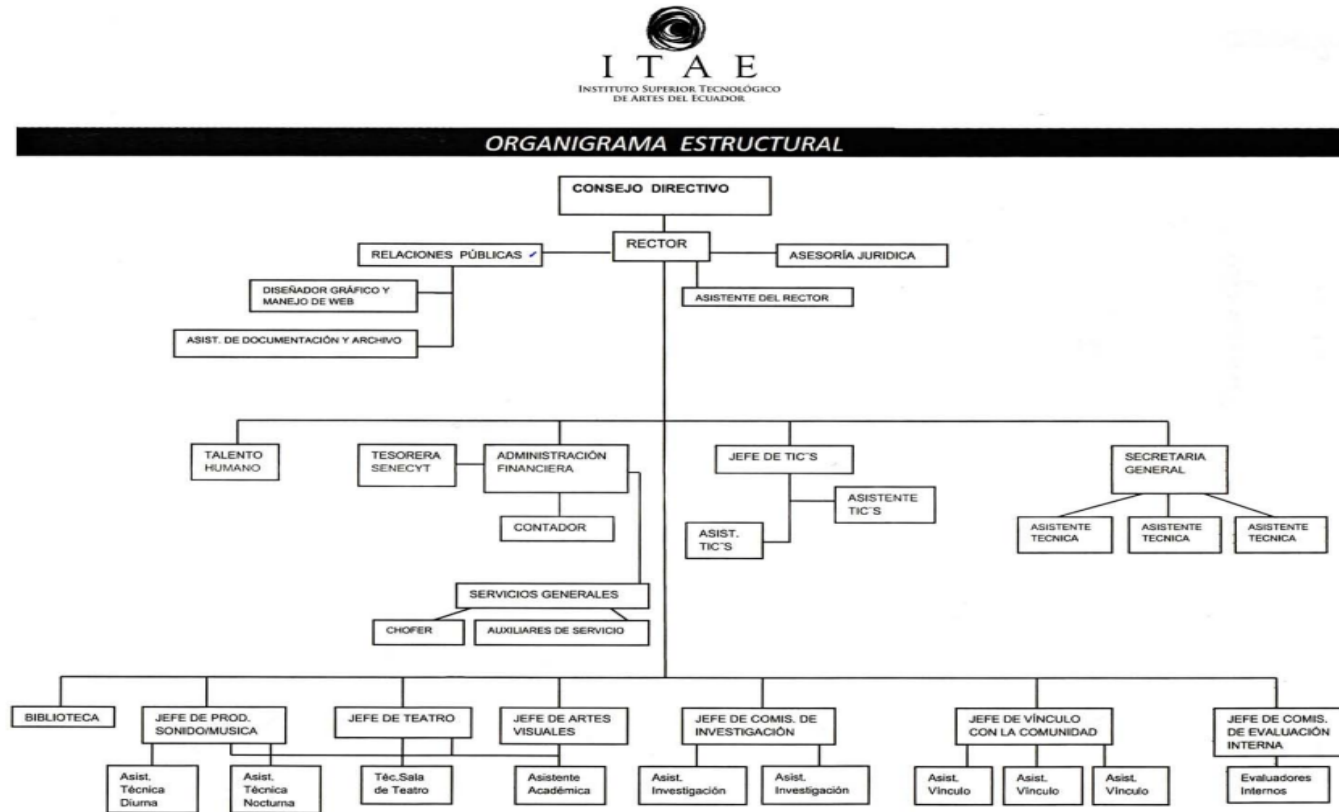 I T A E
INSTITUTO SUPERIOR TECNOLÓGICO
DE ARTES DEL ECUADOR
ORGANIGRAMA ESTRUCTURAL
CONSEJO DIRECTIVO
RECTOR
RELACIONES PÚBLICAS ✓
ASESORÍA JURIDICA
DISEÑADOR GRÁFICO Y
MANEJO DE WEB
ASISTENTE DEL RECTOR
ASIST. DE DOCUMENTACIÓN Y ARCHIVO
TALENTO
HUMANO
TESORERA
SENECYT
ADMINISTRACIÓN
FINANCIERA
JEFE DE TIC¨S
SECRETARIA
GENERAL
CONTADOR
ASISTENTE
TIC¨S
ASIST.
TIC¨S
ASISTENTE
TECNICA
ASISTENTE
TECNICA
ASISTENTE
TECNICA
SERVICIOS GENERALES
CHOFER
AUXILIARES DE SERVICIO
BIBLIOTECA
JEFE DE PROD.
SONIDO/MUSICA
JEFE DE TEATRO
JEFE DE ARTES
VISUALES
JEFE DE COMIS. DE
INVESTIGACIÓN
JEFE DE VÍNCULO
CON LA COMUNIDAD
JEFE DE COMIS.
DE EVALUACIÓN
INTERNA
Asist.
Técnica
Diurna
Asist.
Técnica
Nocturna
Téc.Sala
de Teatro
Asistente
Académica
Asist.
Investigación
Asist.
Investigación
Asist.
Vínculo
Asist.
Vínculo
Asist.
Vínculo
Evaluadores
Internos